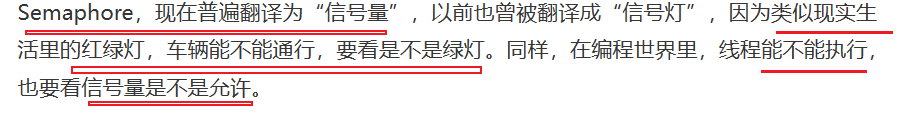 Semaphore，现在普遍翻译为“信号量”，以前也曾被翻译成“信号灯”，因为类似现实生
活里的红绿灯，车辆能不能通行，要看是不是绿灯。同样，在编程世界里，线程能不能执行，
也要看信号量是不是允许。